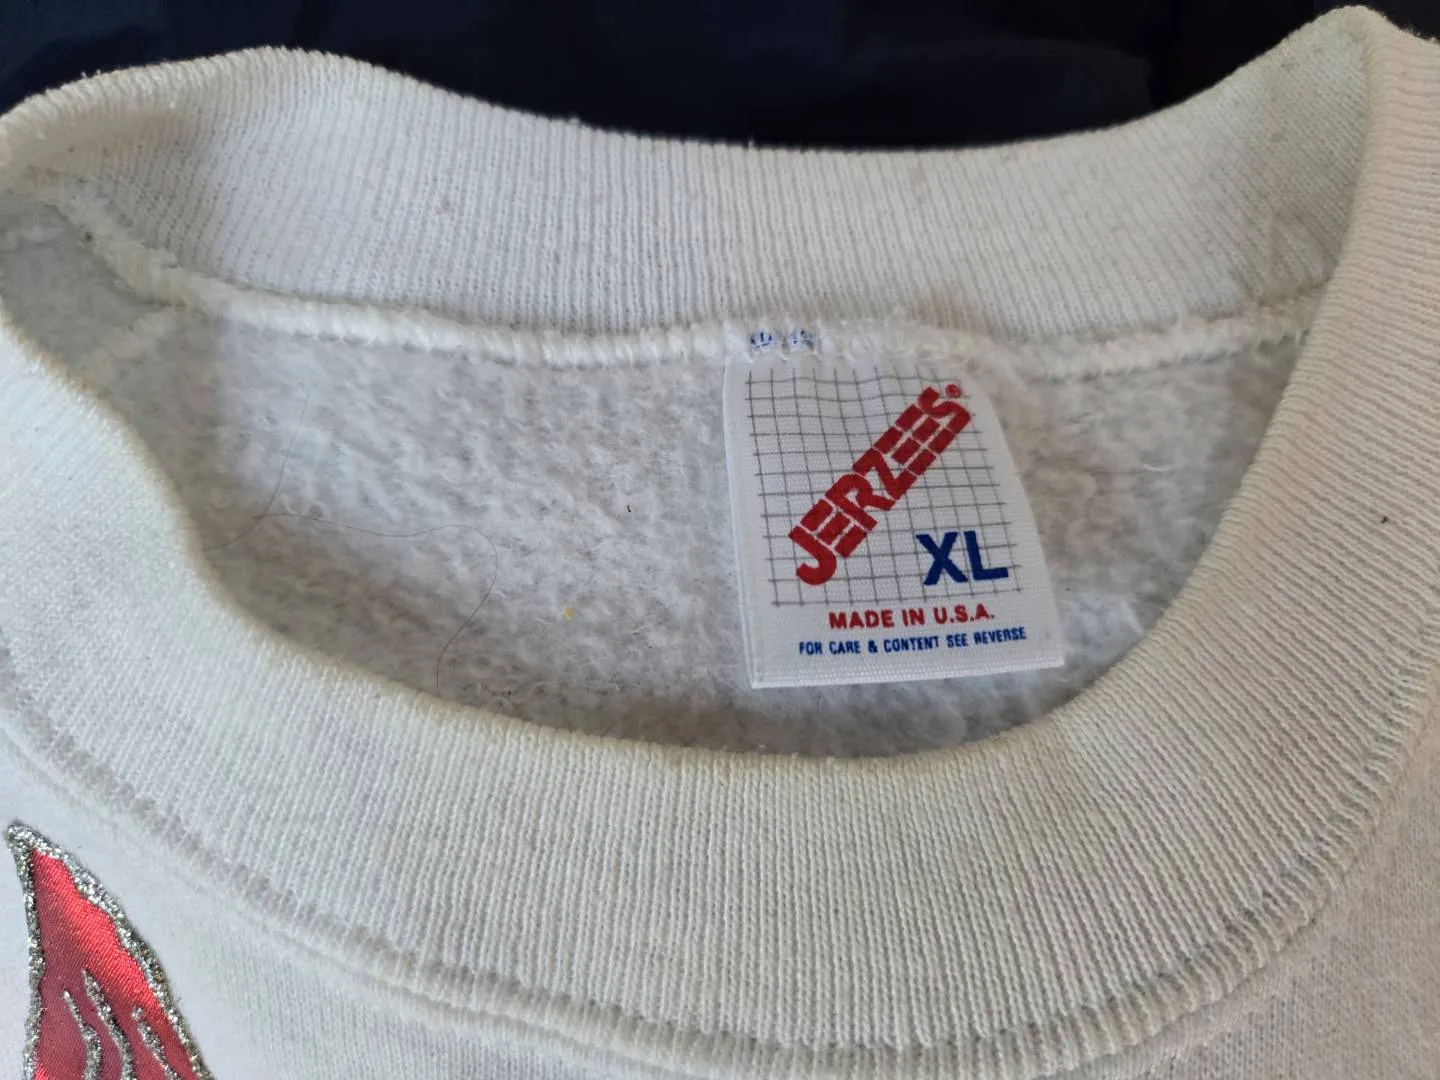 JERZEES®
XL
MADE IN U.S.A.
FOR CARE & CONTENT SEE REVERSE